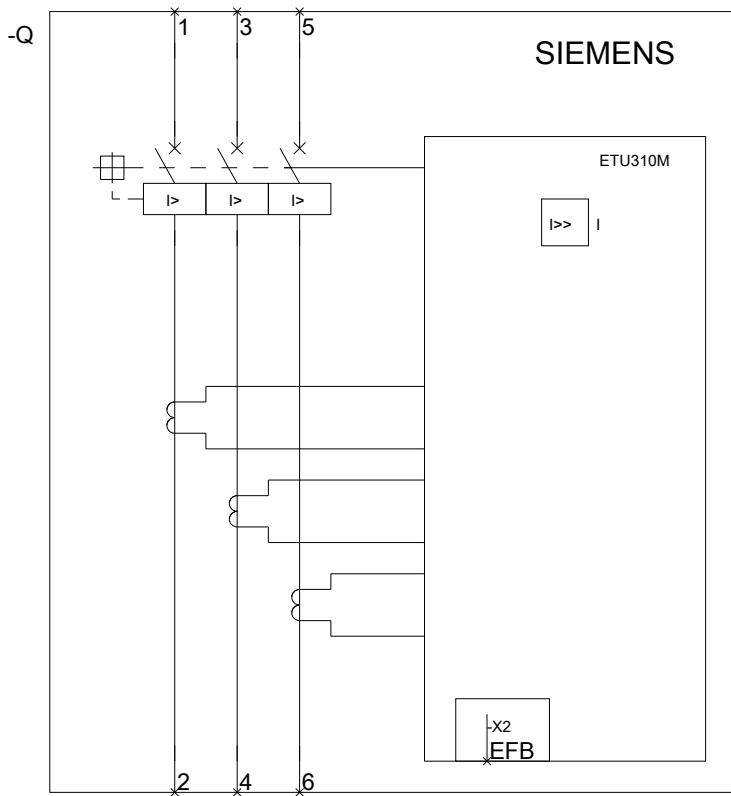 -Q
1 3 5
SIEMENS
ETU310M
I> I> I>
I>> I
-X2
EFB
2 4 6